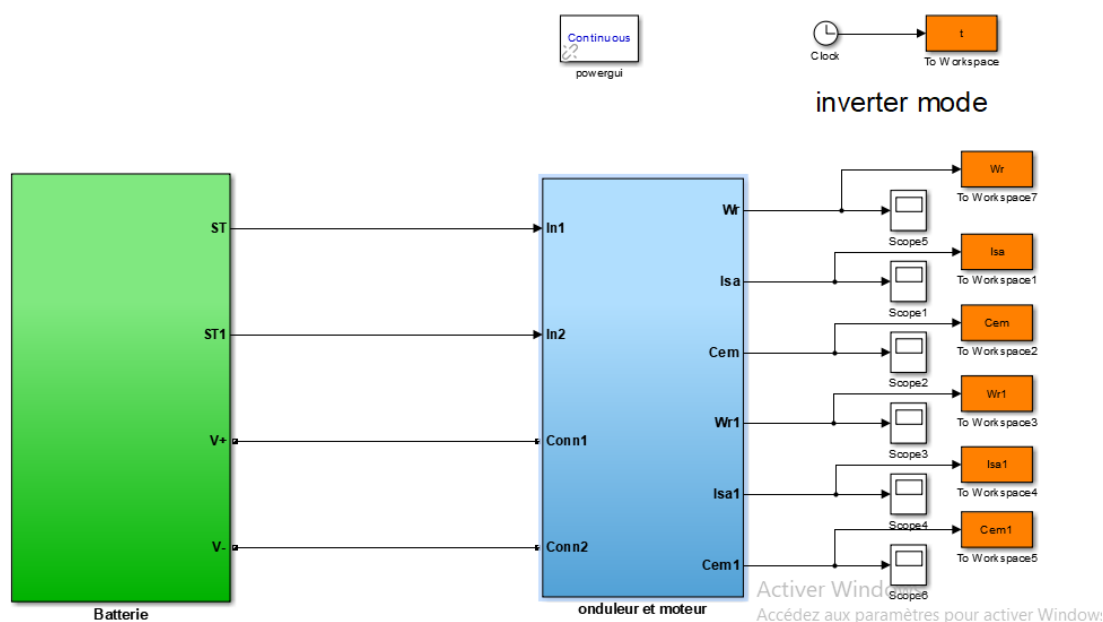 Continuous
powergui
Clock
t
To Workspace
inverter mode
ST
ST1
V+
V-
Batterie
In1
In2
Conn1
Conn2
Wr
Isa
Cem
Wr1
Isa1
Cem1
onduleur et moteur
Wr
To Workspace7
Scope5
Isa
To Workspace1
Scope1
Cem
To Workspace2
Scope2
Wr1
To Workspace3
Scope3
Isa1
To Workspace4
Scope4
Cem1
To Workspace5
Scope6
Activer Windows
Accédez aux paramètres pour activer Windows